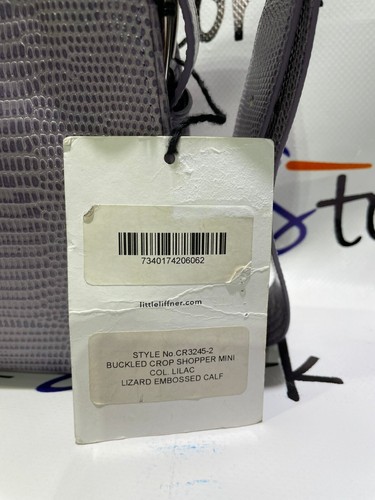 7340174206062
littleliffner.com
STYLE No.CR3245-2
BUCKLED CROP SHOPPER MINI
COL. LILAC
LIZARD EMBOSSED CALF